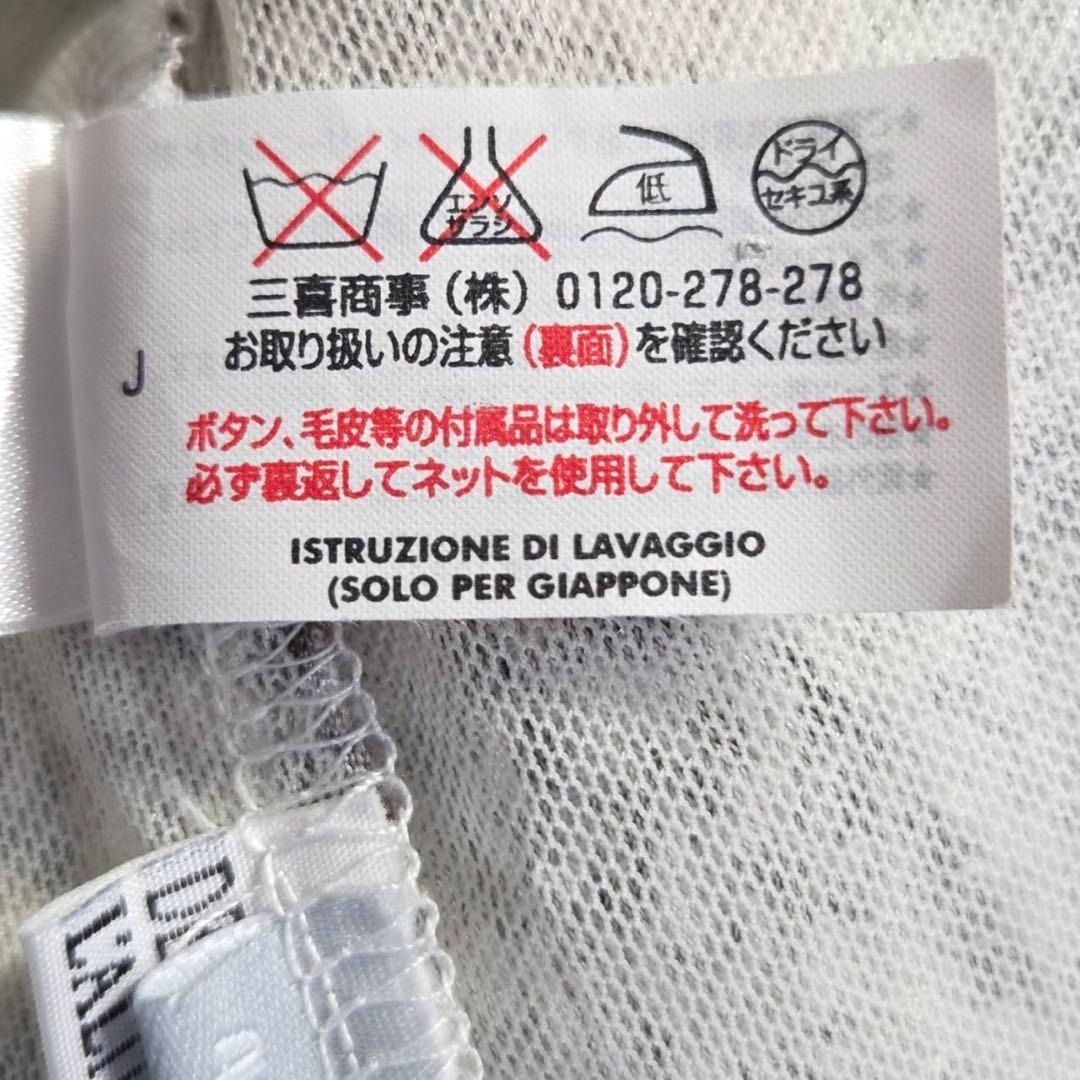 エンソ
サラシ
低
ドライ
セキユ系
三喜商事(株) 0120-278-278
お取り扱いの注意(裏面)を確認ください
J
ボタン、毛皮等の付属品は取り外して洗って下さい。
必ず裏返してネットを使用して下さい。
ISTRUZIONE DI LAVAGGIO
(SOLO PER GIAPPONE)